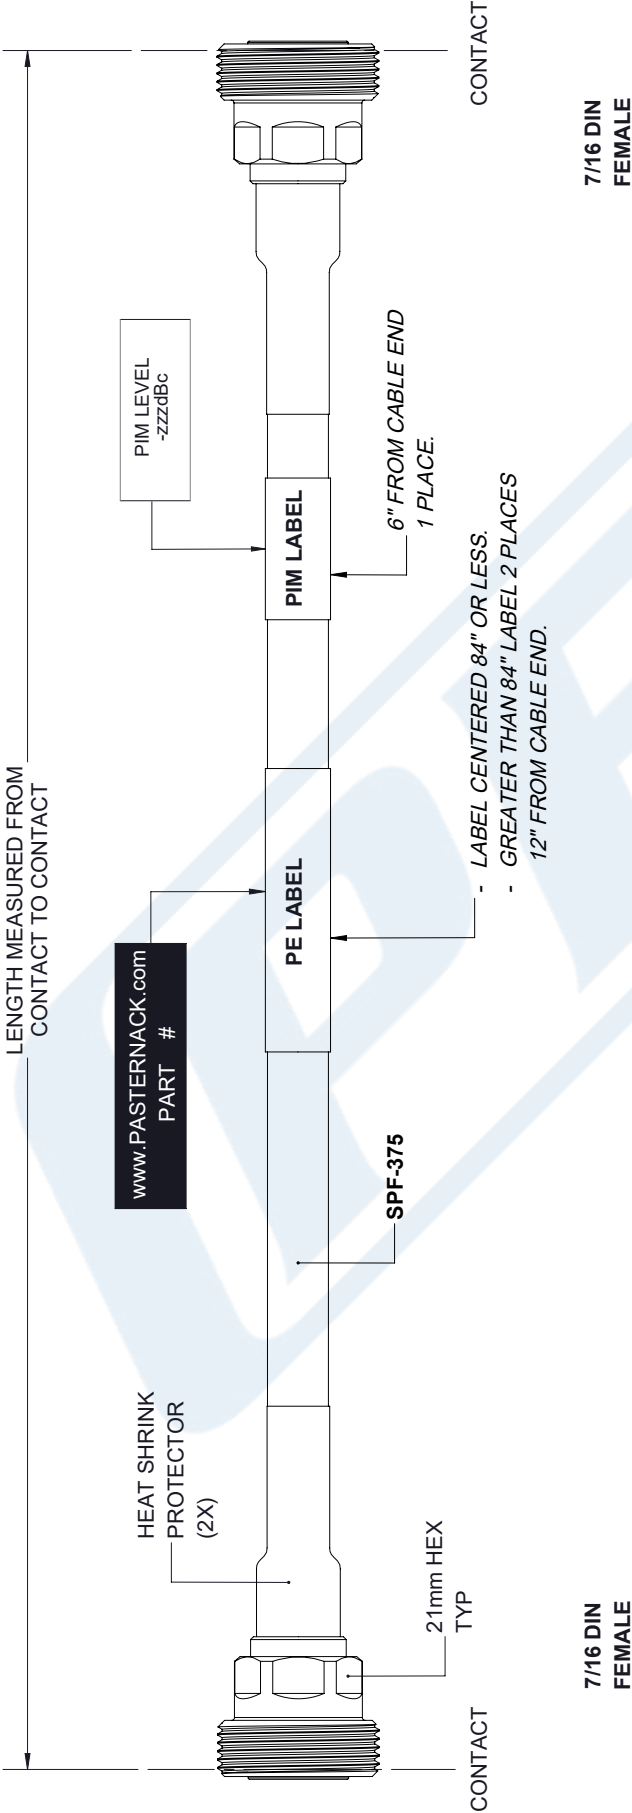 LENGTH MEASURED FROM
CONTACT TO CONTACT
www.PASTERNACK.com
PART #
PIM LEVEL
-zzzdBc
HEAT SHRINK
PROTECTOR
(2X)
PE LABEL
PIM LABEL
SPF-375
6" FROM CABLE END
1 PLACE.
21mm HEX
TYP
- LABEL CENTERED 84" OR LESS.
- GREATER THAN 84" LABEL 2 PLACES
12" FROM CABLE END.
CONTACT
CONTACT
7/16 DIN
FEMALE
7/16 DIN
FEMALE